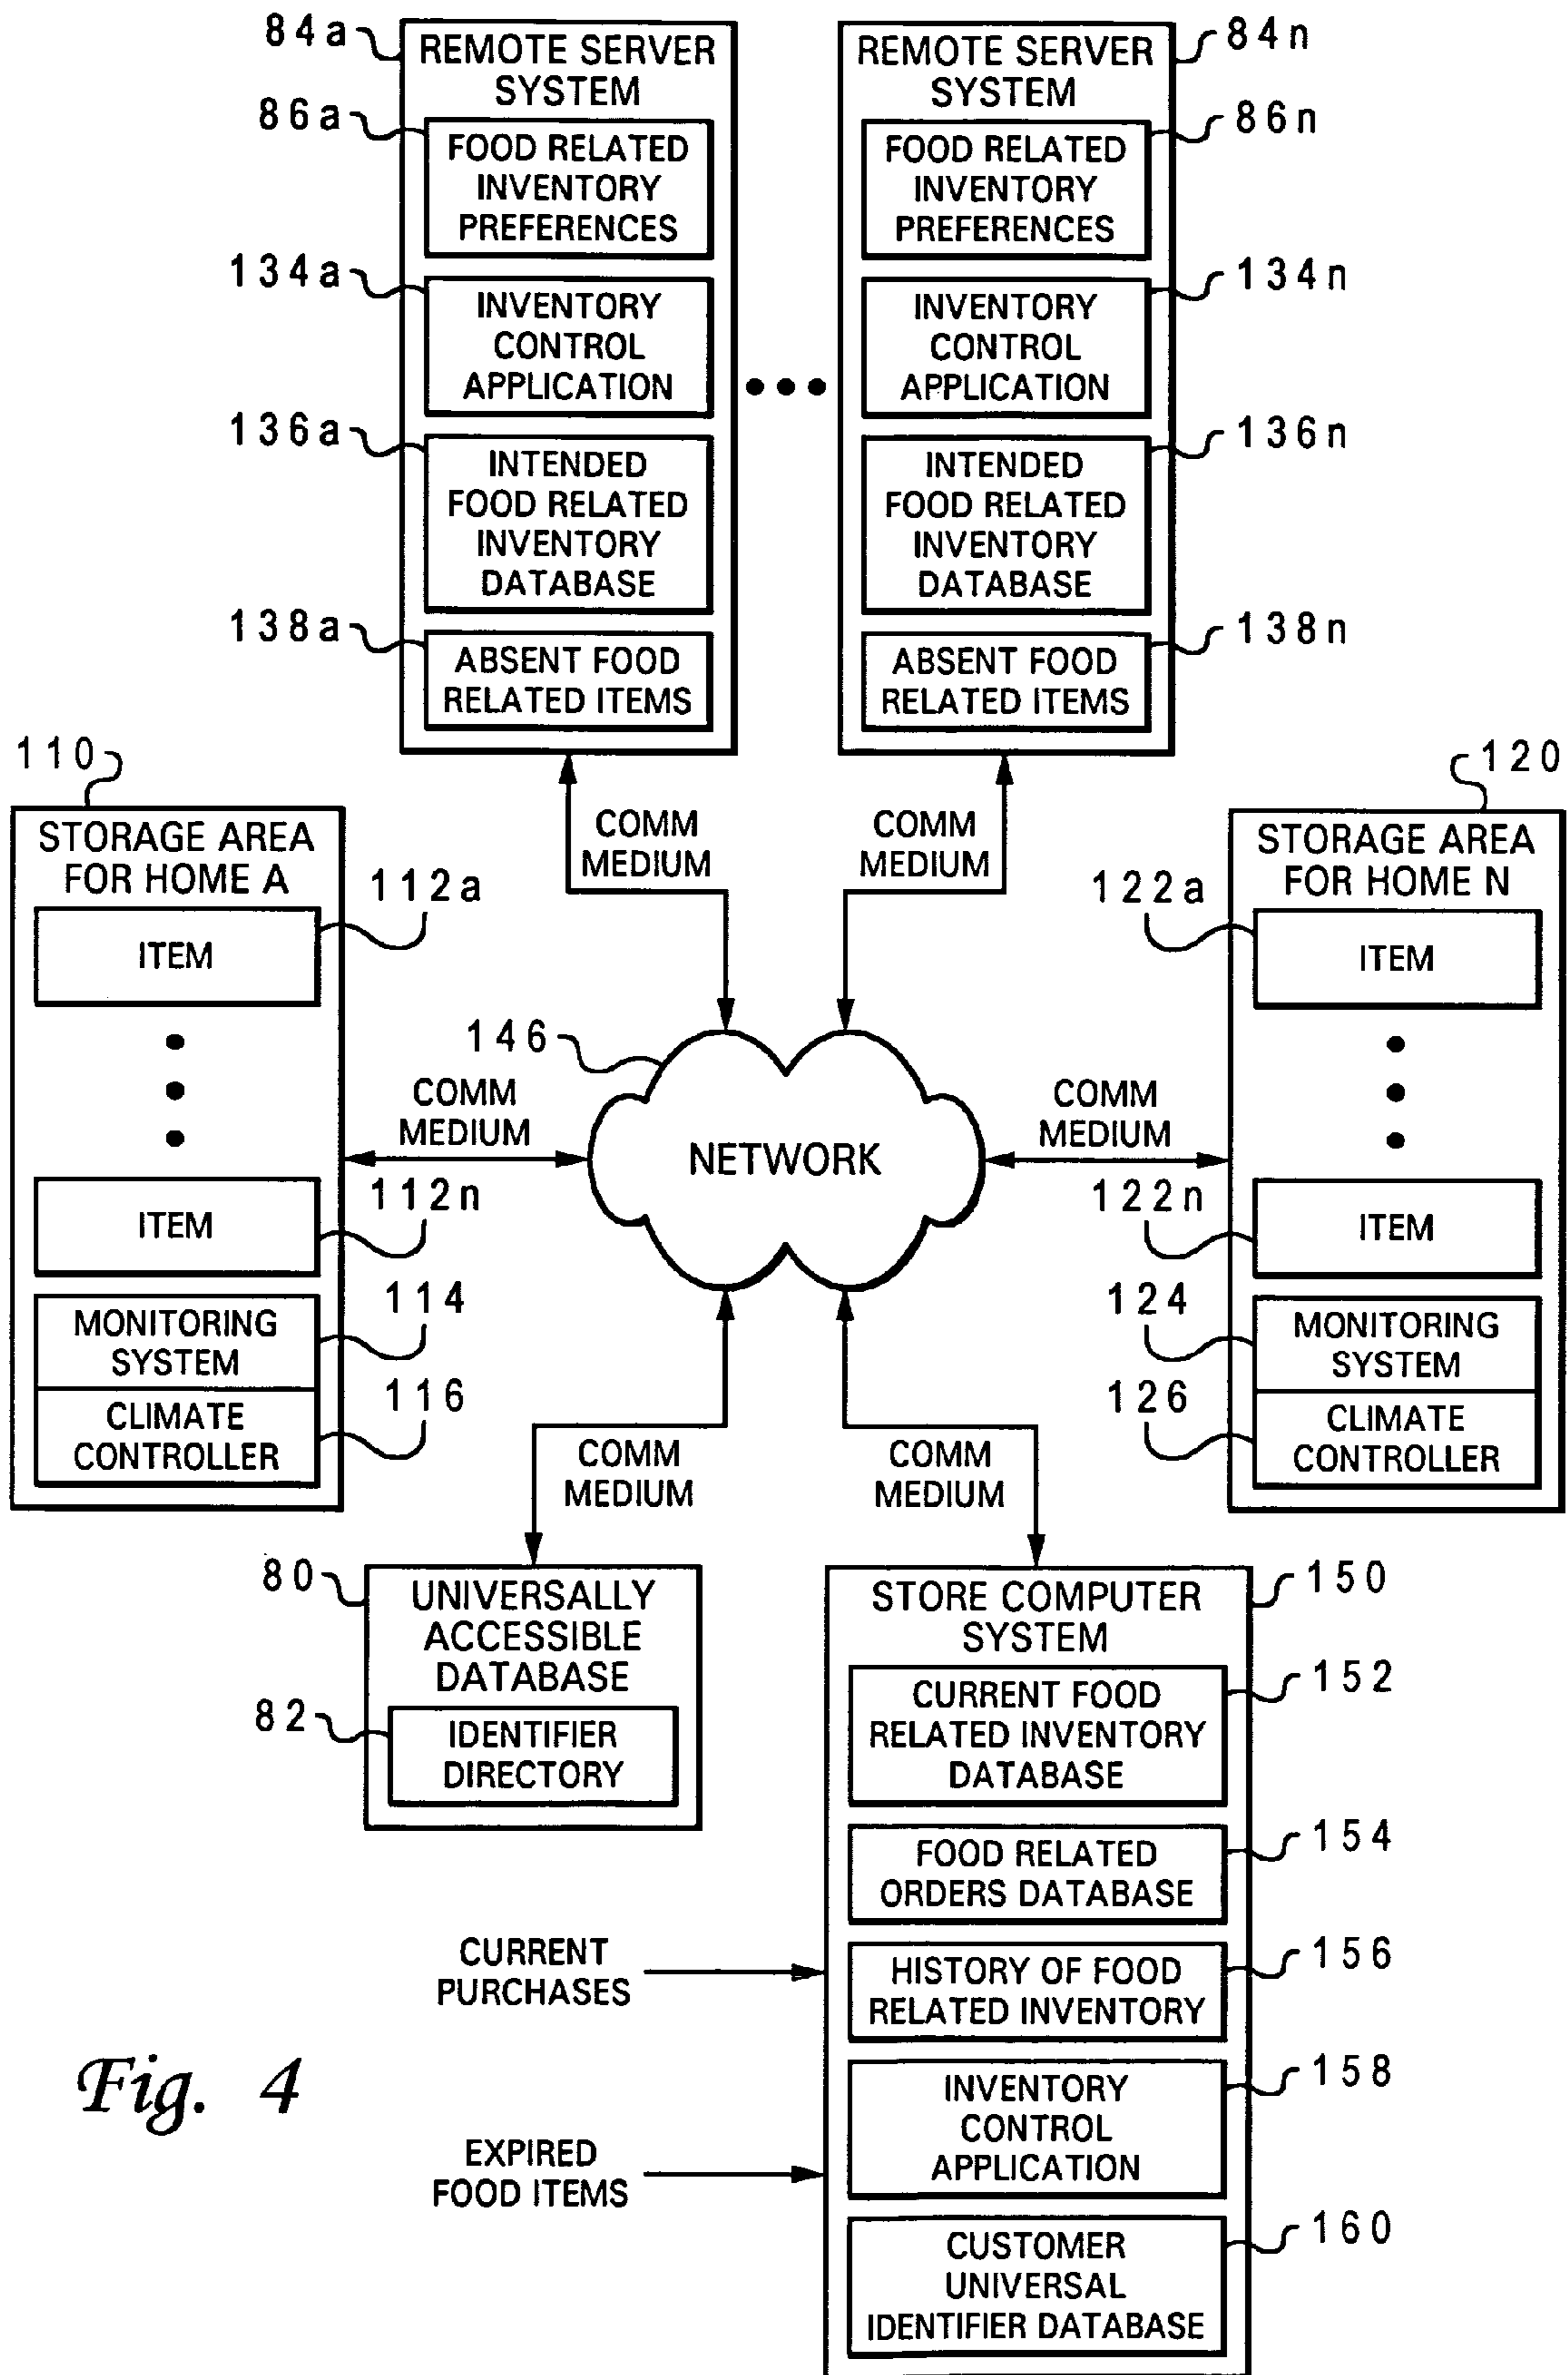 84a
REMOTE SERVER
SYSTEM
86a
FOOD RELATED
INVENTORY
PREFERENCES
134a
INVENTORY
CONTROL
APPLICATION
136a
INTENDED
FOOD RELATED
INVENTORY
DATABASE
138a
ABSENT FOOD
RELATED ITEMS
84n
REMOTE SERVER
SYSTEM
86n
FOOD RELATED
INVENTORY
PREFERENCES
134n
INVENTORY
CONTROL
APPLICATION
136n
INTENDED
FOOD RELATED
INVENTORY
DATABASE
138n
ABSENT FOOD
RELATED ITEMS
COMM
MEDIUM
COMM
MEDIUM
110
STORAGE AREA
FOR HOME A
112a
ITEM
112n
ITEM
114
MONITORING
SYSTEM
116
CLIMATE
CONTROLLER
COMM
MEDIUM
146
NETWORK
COMM
MEDIUM
120
STORAGE AREA
FOR HOME N
122a
ITEM
122n
ITEM
124
MONITORING
SYSTEM
126
CLIMATE
CONTROLLER
COMM
MEDIUM
COMM
MEDIUM
80
UNIVERSALLY
ACCESSIBLE
DATABASE
82
IDENTIFIER
DIRECTORY
150
STORE COMPUTER
SYSTEM
152
CURRENT FOOD
RELATED INVENTORY
DATABASE
154
FOOD RELATED
ORDERS DATABASE
156
HISTORY OF FOOD
RELATED INVENTORY
158
INVENTORY
CONTROL
APPLICATION
160
CUSTOMER
UNIVERSAL
IDENTIFIER DATABASE
CURRENT
PURCHASES
EXPIRED
FOOD ITEMS
Fig. 4